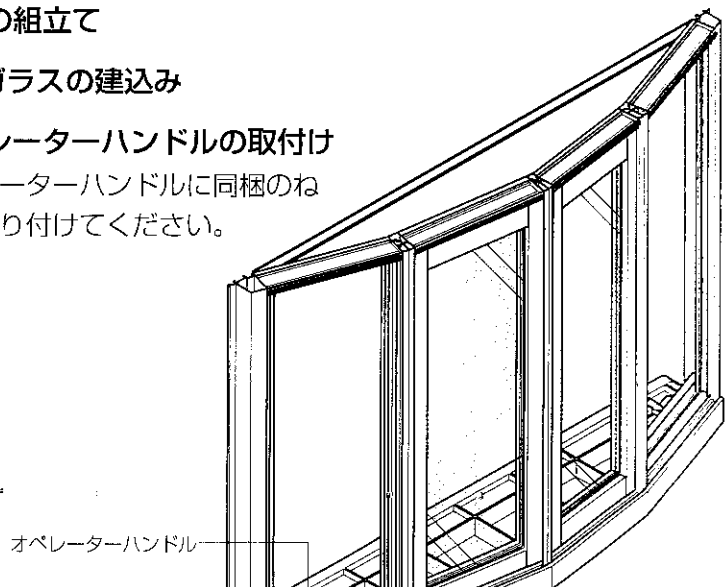 の組立て
ガラスの建込み
レーターハンドルの取付け
ーターハンドルに同梱のね
り付けてください。
オペレーターハンドル